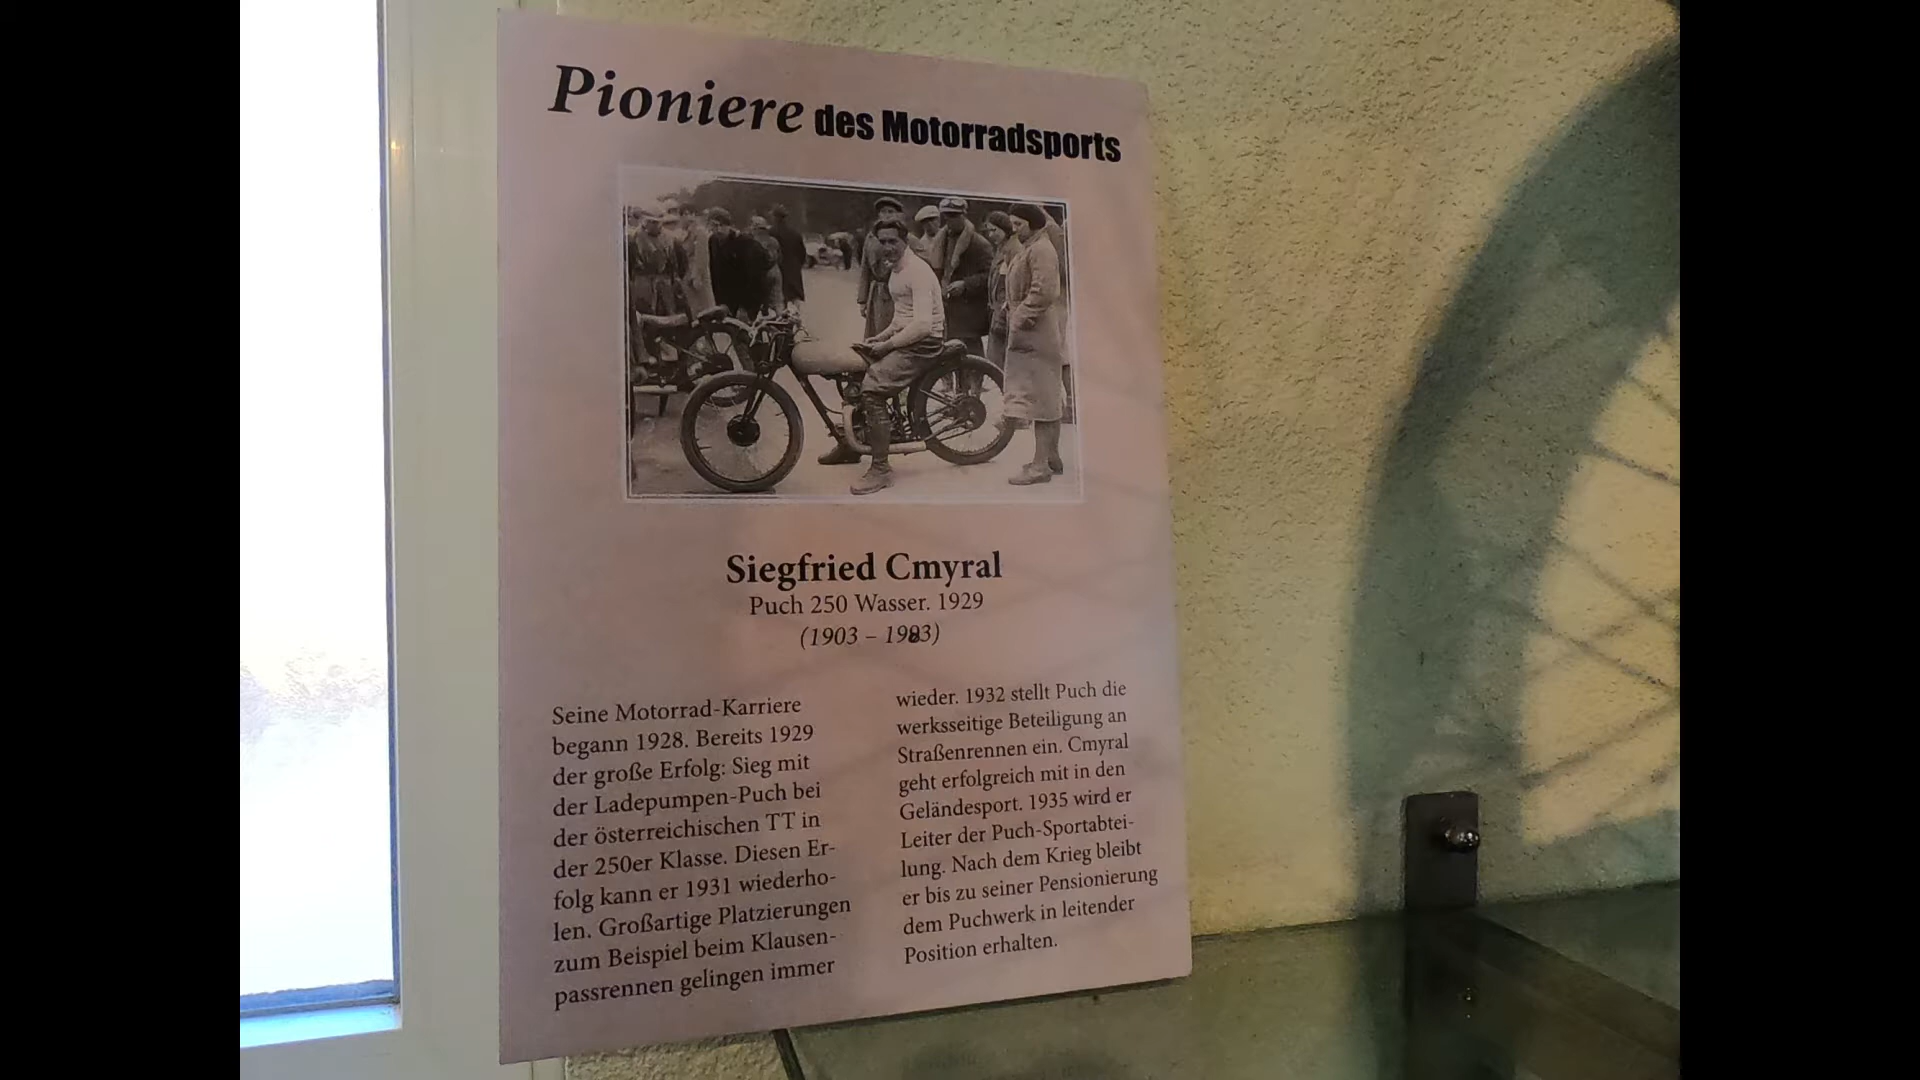 Pioniere des Motorradsports
Siegfried Cmyral
Puch 250 Wasser. 1929
(1903 – 1983)
Seine Motorrad-Karriere
begann 1928. Bereits 1929
der große Erfolg: Sieg mit
der Ladepumpen-Puch bei
der österreichischen TT in
der 250er Klasse. Diesen Er-
folg kann er 1931 wiederho-
len. Großartige Platzierungen
zum Beispiel beim Klausen-
passrennen gelingen immer
wieder. 1932 stellt Puch die
werksseitige Beteiligung an
Straßenrennen ein. Cmyral
geht erfolgreich mit in den
Geländesport. 1935 wird er
Leiter der Puch-Sportabtei-
lung. Nach dem Krieg bleibt
er bis zu seiner Pensionierung
dem Puchwerk in leitender
Position erhalten.